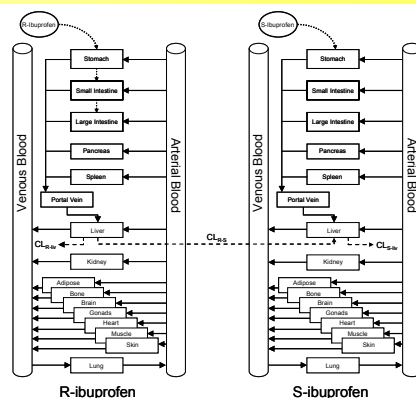 R-Ibuprofen
Stomach
Small Intestine
Large Intestine
Pancreas
Spleen
Portal Vein
Liver
CLR-liv
Kidney
Adipose
Bone
Brain
Gonads
Heart
Muscle
Skin
Lung
Venous Blood
Arterial Blood
R-ibuprofen
CLR-S
S-Ibuprofen
Stomach
Small Intestine
Large Intestine
Pancreas
Spleen
Portal Vein
Liver
CLS-liv
Kidney
Adipose
Bone
Brain
Gonads
Heart
Muscle
Skin
Lung
Venous Blood
Arterial Blood
S-ibuprofen